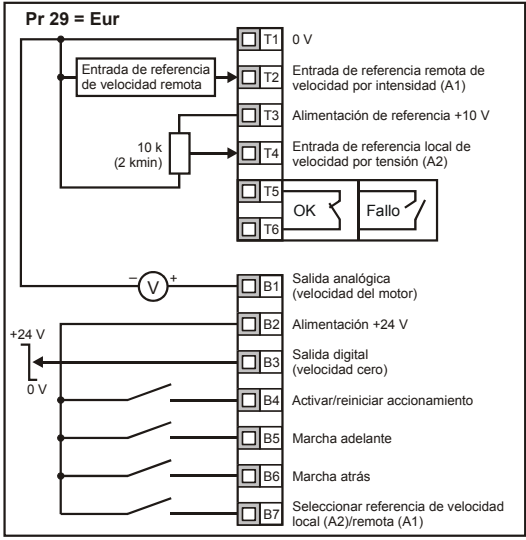 Pr 29 = Eur
T1 0 V
Entrada de referencia
de velocidad remota
T2 Entrada de referencia remota de
velocidad por intensidad (A1)
T3 Alimentación de referencia +10 V
10 k
(2 kmin)
T4 Entrada de referencia local de
velocidad por tensión (A2)
T5
OK
Fallo
T6
– V +
B1 Salida analógica
(velocidad del motor)
B2 Alimentación +24 V
+24 V
0 V
B3 Salida digital
(velocidad cero)
B4 Activar/reiniciar accionamiento
B5 Marcha adelante
B6 Marcha atrás
B7 Seleccionar referencia de velocidad
local (A2)/remota (A1)